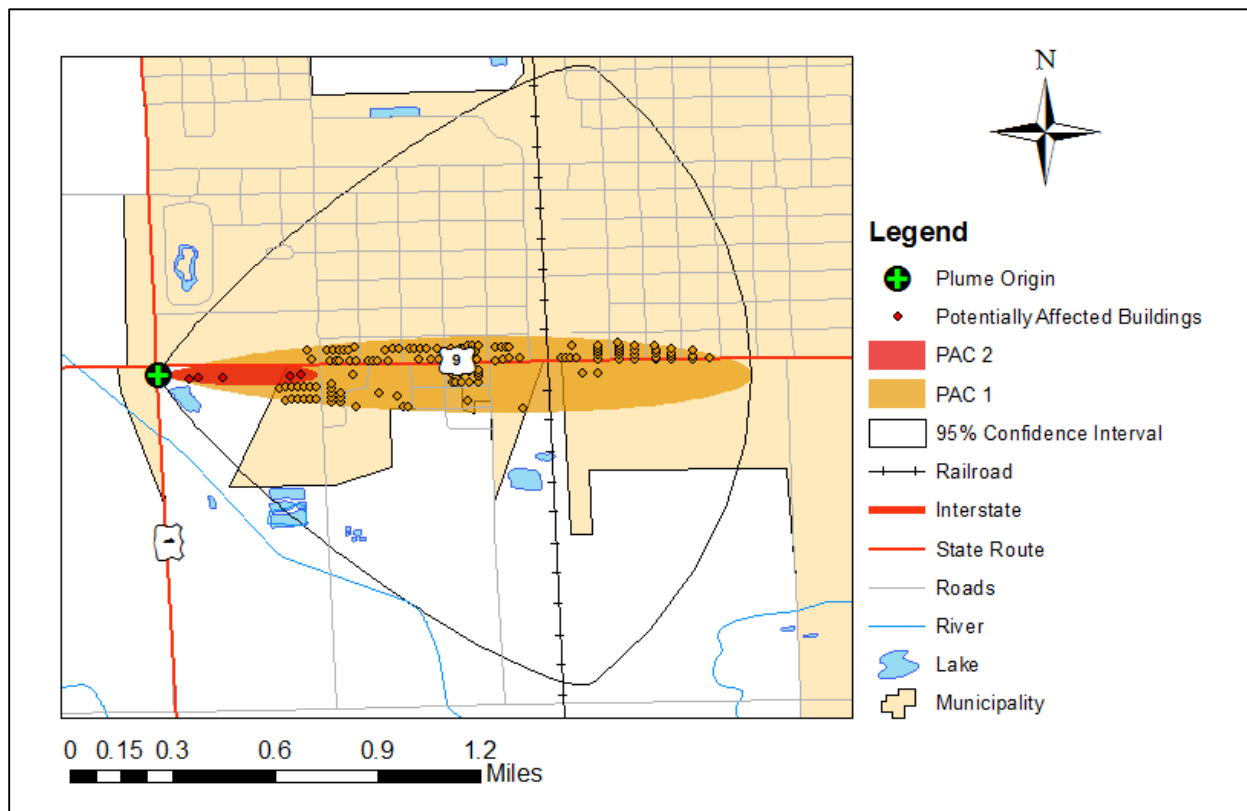 N
9
1
Legend
Plume Origin
Potentially Affected Buildings
PAC 2
PAC 1
95% Confidence Interval
Railroad
Interstate
State Route
Roads
River
Lake
Municipality
0 0.15 0.3 0.6 0.9 1.2
Miles